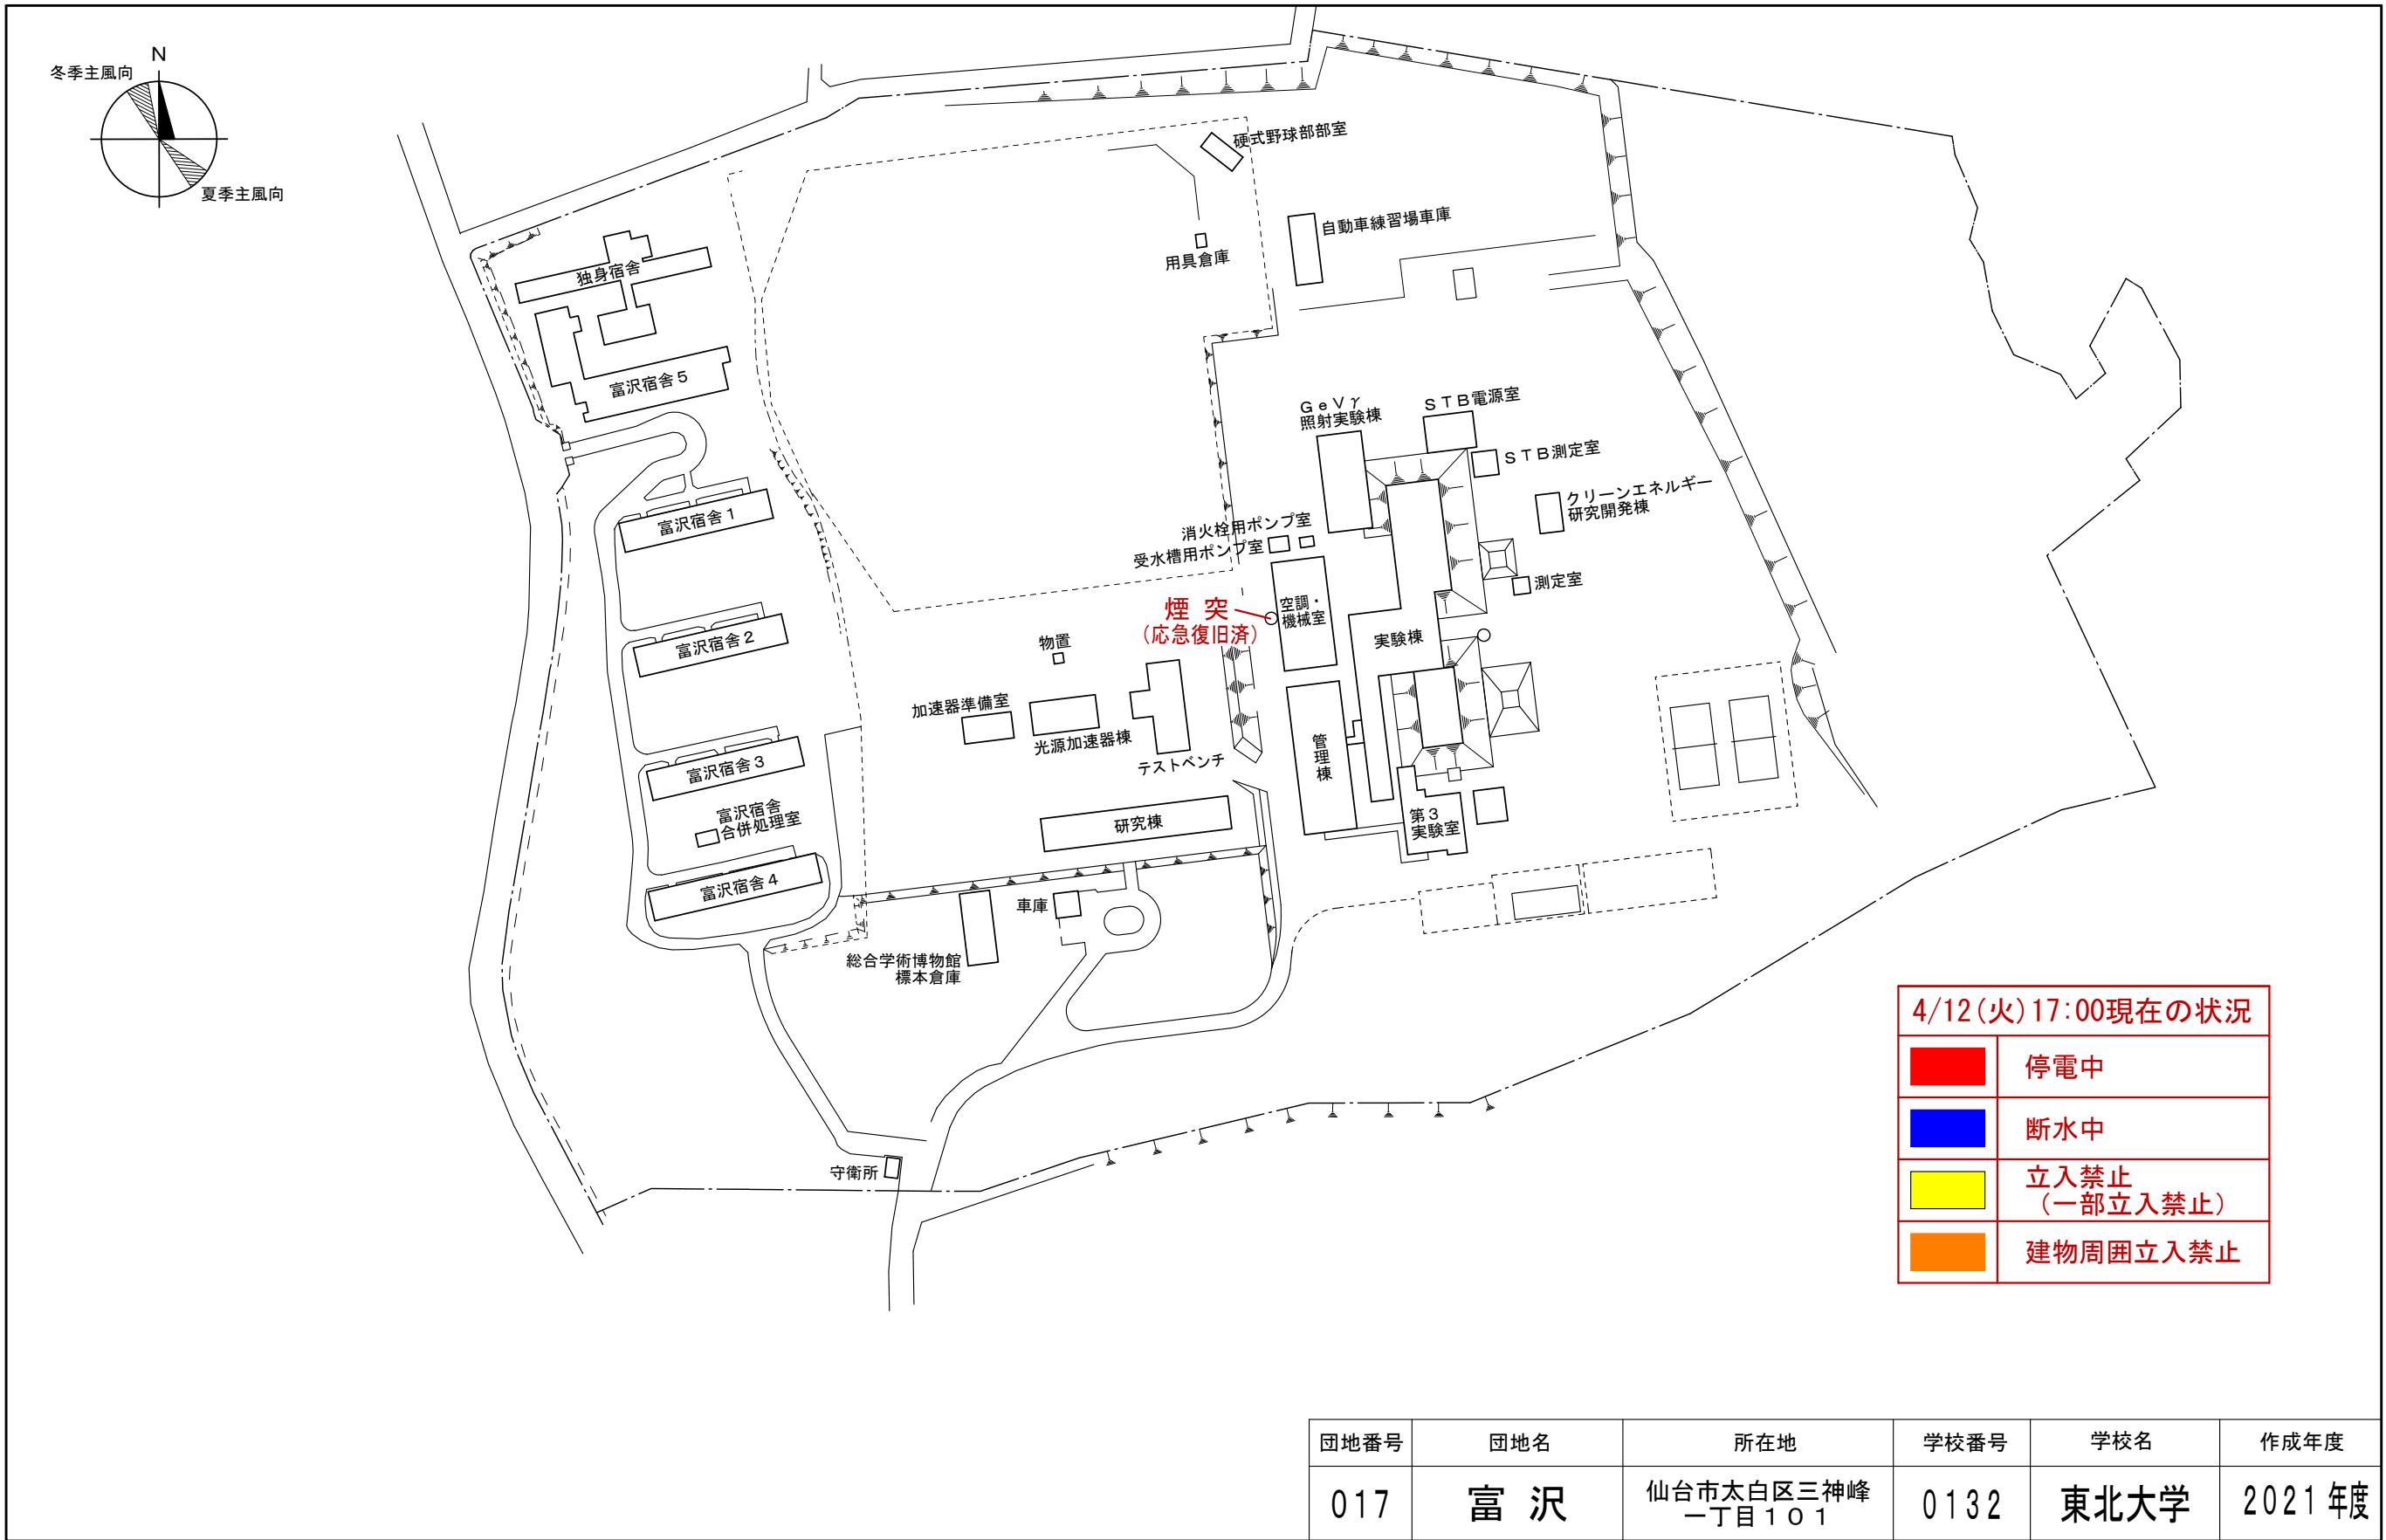 N
冬季主風向
夏季主風向
硬式野球部部室
自動車練習場車庫
用具倉庫
独身宿舎
富沢宿舎5
GeVγ
照射実験棟
STB電源室
STB測定室
クリーンエネルギー
研究開発棟
富沢宿舎1
消火栓用ポンプ室
受水槽用ポンプ室
測定室
煙 突
(応急復旧済)
空調・
機械室
実験棟
富沢宿舎2
物置
加速器準備室
光源加速器棟
テストベンチ
管理棟
富沢宿舎3
富沢宿舎
合併処理室
研究棟
第3
実験室
富沢宿舎4
車庫
総合学術博物館
標本倉庫
守衛所
4/12(火)17:00現在の状況
停電中
断水中
立入禁止
(一部立入禁止)
建物周囲立入禁止
団地番号 団地名 所在地 学校番号 学校名 作成年度
017 富 沢 仙台市太白区三神峰 0132 東北大学 2021年度
一丁目101